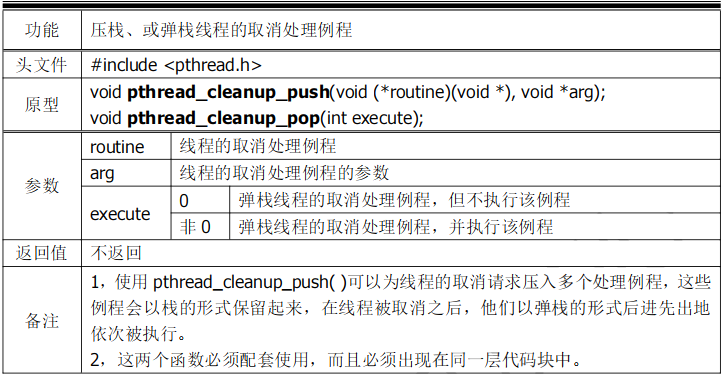 功能 压栈、或弹栈线程的取消处理例程
头文件 #include <pthread.h>
原型 void pthread_cleanup_push(void (*routine)(void *), void *arg);
void pthread_cleanup_pop(int execute);
参数 routine 线程的取消处理例程
arg 线程的取消处理例程的参数
execute 0 弹栈线程的取消处理例程，但不执行该例程
非 0 弹栈线程的取消处理例程，并执行该例程
返回值 不返回
备注 1，使用 pthread_cleanup_push( )可以为线程的取消请求压入多个处理例程，这些
例程会以栈的形式保留起来，在线程被取消之后，他们以弹栈的形式后进先出地
依次被执行。
2，这两个函数必须配套使用，而且必须出现在同一层代码块中。